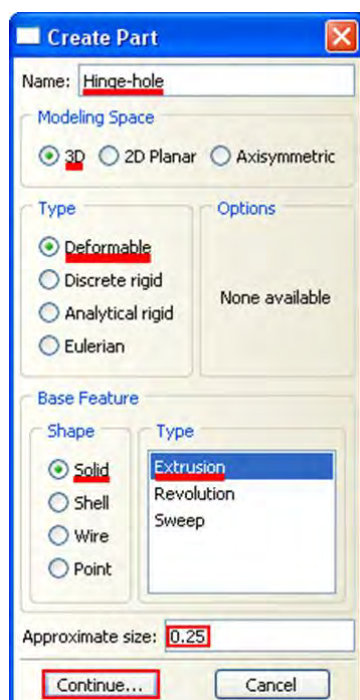 Create Part
Name: Hinge-hole
Modeling Space
3D 2D Planar Axisymmetric
Type
Deformable
Discrete rigid
Analytical rigid
Eulerian
Options
None available
Base Feature
Shape
Solid
Shell
Wire
Point
Type
Extrusion
Revolution
Sweep
Approximate size: 0.25
Continue... Cancel